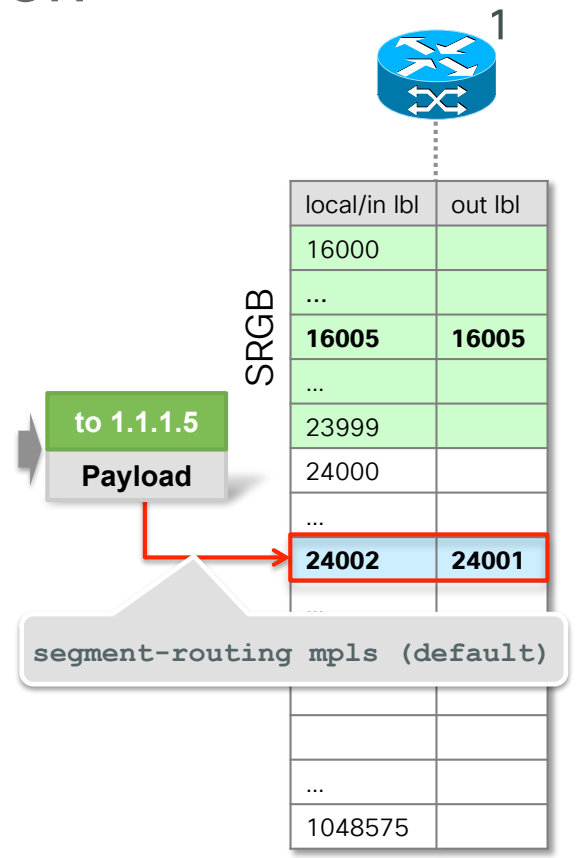 1
local/in lbl out lbl
16000
...
SRGB
16005 16005
...
to 1.1.1.5
23999
Payload
24000
...
24002 24001
...
segment-routing mpls (default)
...
1048575